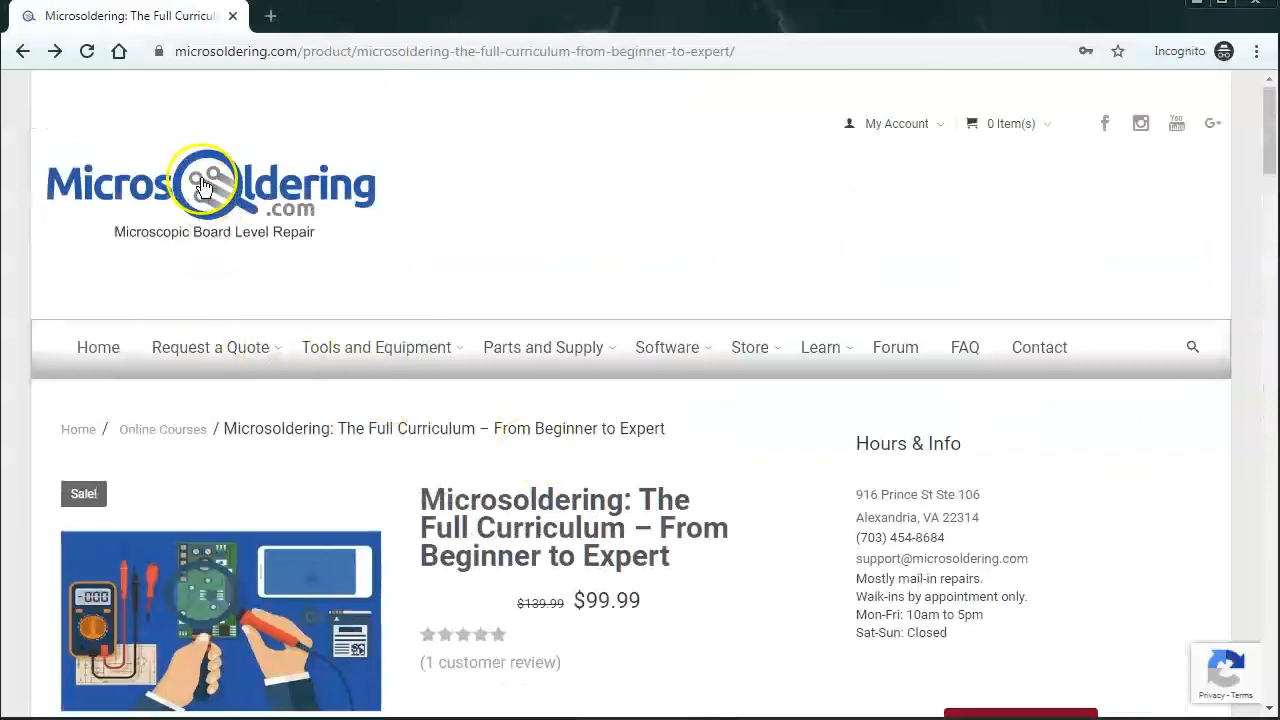 Microsoldering: The Full Curricul
microsoldering.com/product/microsoldering-the-full-curriculum-from-beginner-to-expert/
Incognito
My Account
0 Item(s)
You
G+
Microsoldering
.com
Microscopic Board Level Repair
Home
Request a Quote
Tools and Equipment
Parts and Supply
Software
Store
Learn
Forum
FAQ
Contact
Home / Online Courses / Microsoldering: The Full Curriculum – From Beginner to Expert
Sale!
-000
Microsoldering: The
Full Curriculum – From
Beginner to Expert
$139.99 $99.99
(1 customer review)
Hours & Info
916 Prince St Ste 106
Alexandria, VA 22314
(703) 454-8684
support@microsoldering.com
Mostly mail-in repairs.
Walk-ins by appointment only.
Mon-Fri: 10am to 5pm
Sat-Sun: Closed
Privacy - Terms